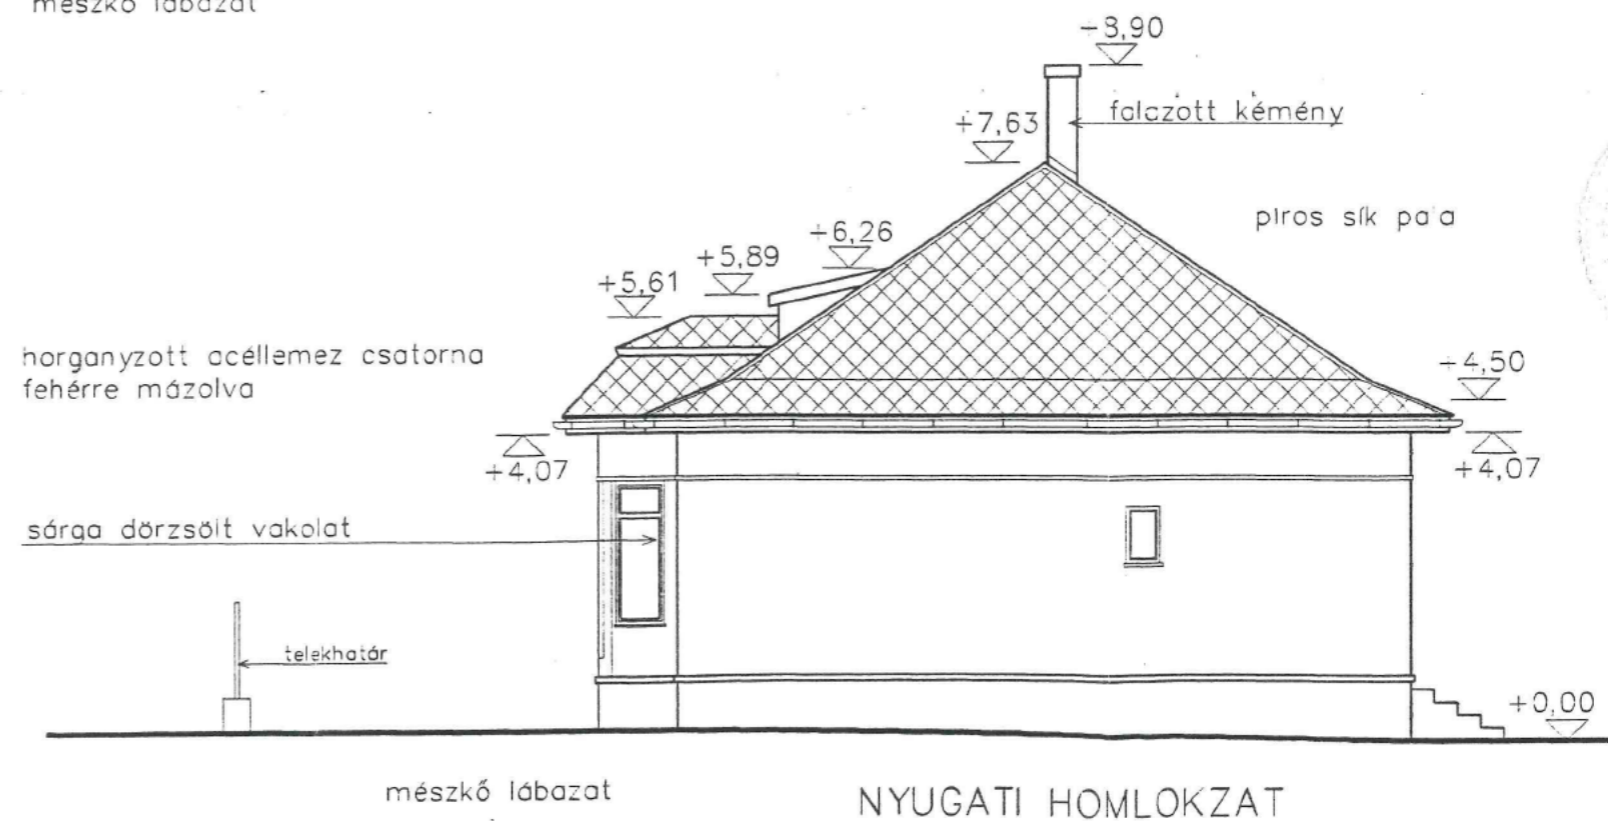 mészkő lábazat
+8,90
falazott kémény
+7,63
piros sík pala
+6,26
+5,89
+5,61
horganyzott acéllemez csatorna
fehérre mázolva
+4,50
+4,07
+4,07
sárga dörzsölt vakolat
telekhatár
+0,00
mészkő lábazat
NYUGATI HOMLOKZAT